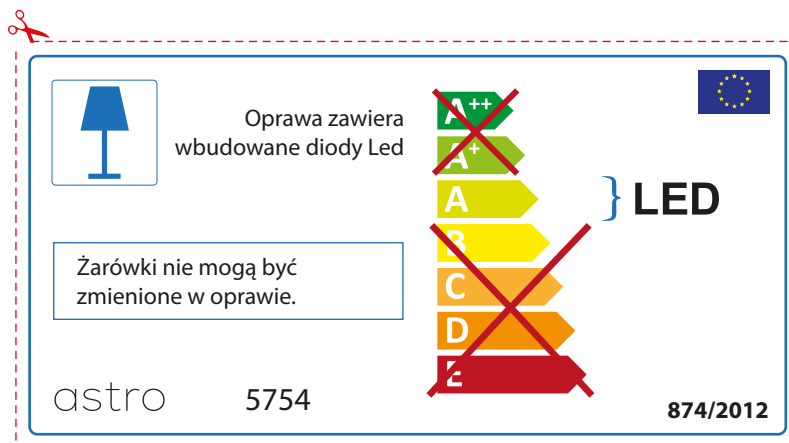 Oprawa zawiera
wbudowane diody Led
A++
A+
A
B
C
D
E
LED
Żarówki nie mogą być
zmienione w oprawie.
astro
5754
874/2012